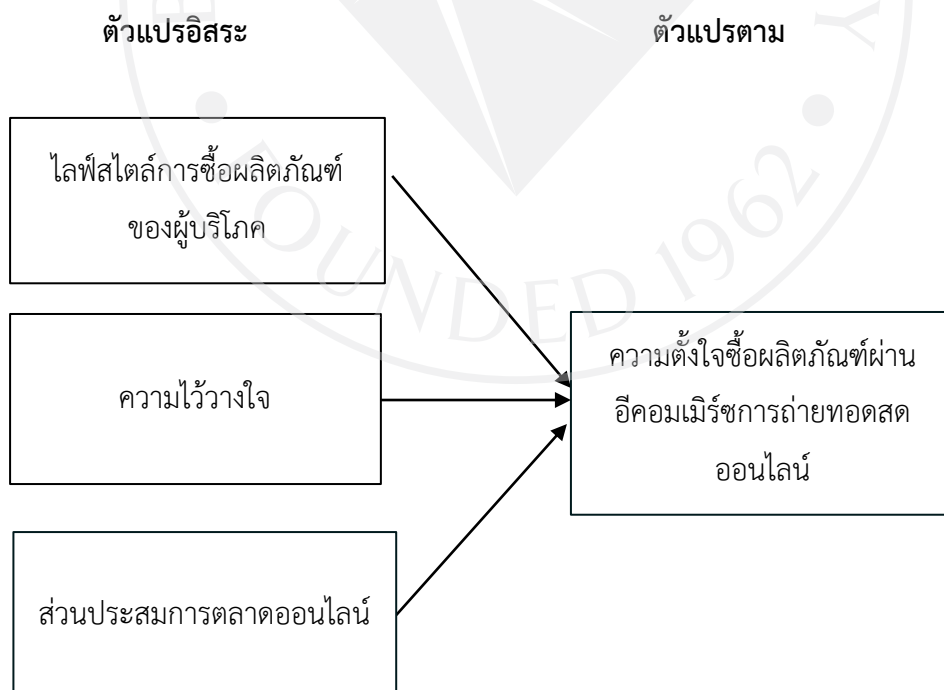 ตัวแปรอิสระ
ตัวแปรตาม
ไลฟ์สไตล์การซื้อผลิตภัณฑ์
ของผู้บริโภค
ความไว้วางใจ
ส่วนประสมการตลาดออนไลน์
ความตั้งใจซื้อผลิตภัณฑ์ผ่าน
อีคอมเมิร์ซการถ่ายทอดสด
ออนไลน์
FOUNDED 1962